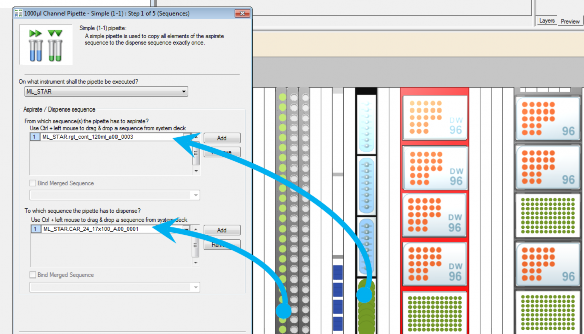 1000µl Channel Pipette - Simple (1-1) : Step 1 of 5 (Sequences)
Simple (1-1) pipette:
A simple pipette is used to copy all elements of the aspirate
sequence to the dispense sequence exactly once.
On what instrument shall the pipette be executed?
ML_STAR
Aspirate / Dispense sequence
From which sequence(s) the pipette has to aspirate?
Use Ctrl + left mouse to drag & drop a sequence from system deck
1 ML_STAR.rgt_cont_120ml_a00_0003
Add
Bind Merged Sequence
To which sequence the pipette has to dispense?
Use Ctrl + left mouse to drag & drop a sequence from system deck.
1 ML_STAR.CAR_24_17x100_A00_0001
Add
Bind Merged Sequence
Layers Preview
DW
96
96
DW
96
96
DW
96
96
DW
96
96